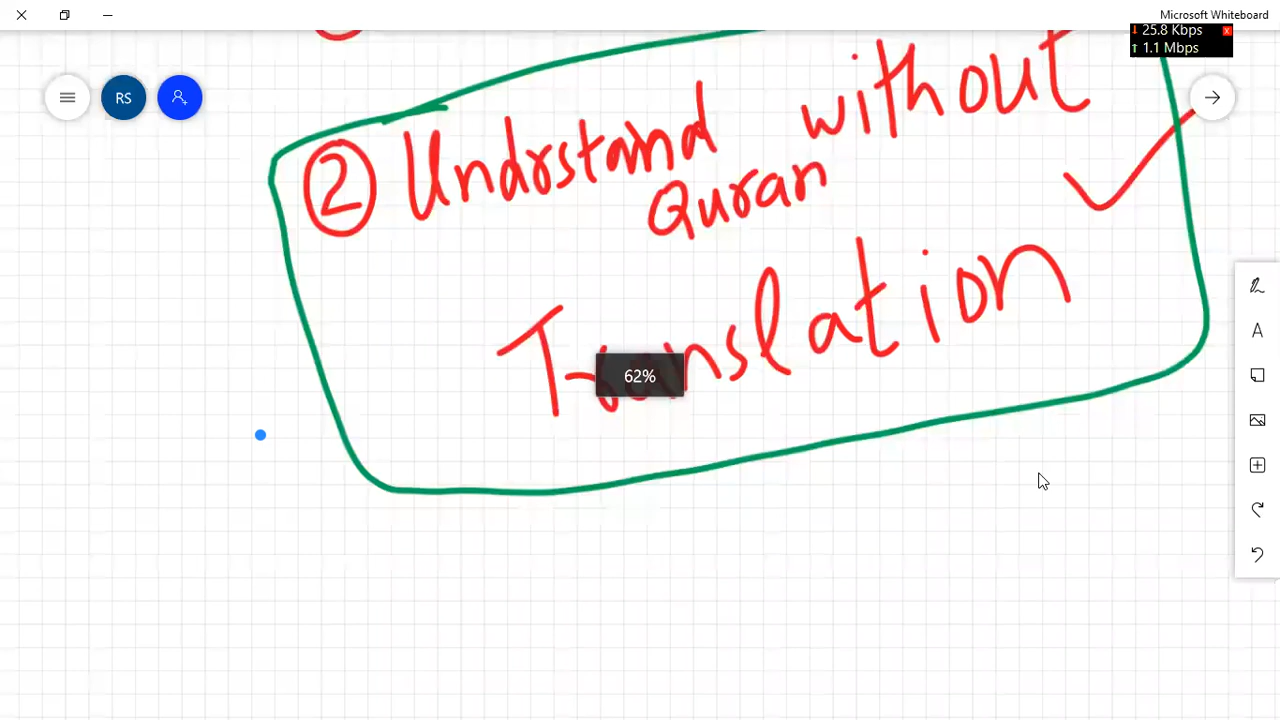 Microsoft Whiteboard
↓ 25.8 Kbps x
↑ 1.1 Mbps
RS
② Undrstand without
Quran
Translation
62%
A